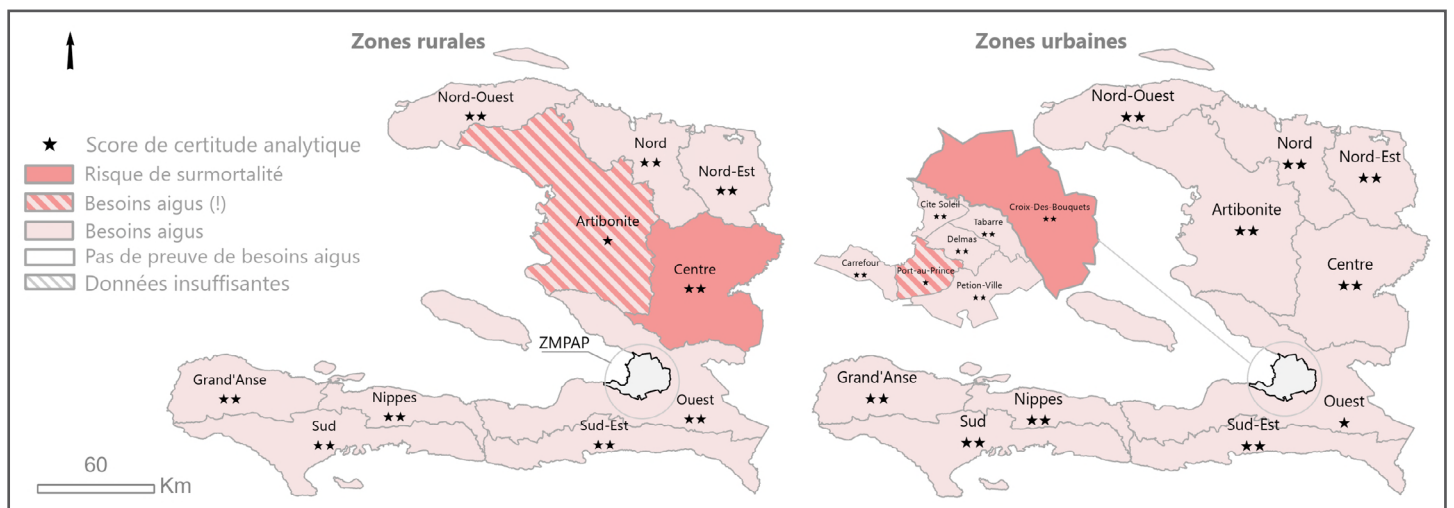 Zones rurales
Zones urbaines
Score de certitude analytique
Risque de surmortalité
Besoins aigus (!)
Besoins aigus
Pas de preuve de besoins aigus
Données insuffisantes
Nord-Ouest
Nord
Nord-Est
Artibonite
Centre
ZMPAP
Grand'Anse
Nippes
Ouest
Sud
Sud-Est
60
Km
Nord-Ouest
Nord
Nord-Est
Cite Soleil
Croix-Des-Bouquets
Tabarre
Delmas
Carrefour
Port-au-Prince
Petion-Ville
Artibonite
Centre
Grand'Anse
Nippes
Ouest
Sud
Sud-Est